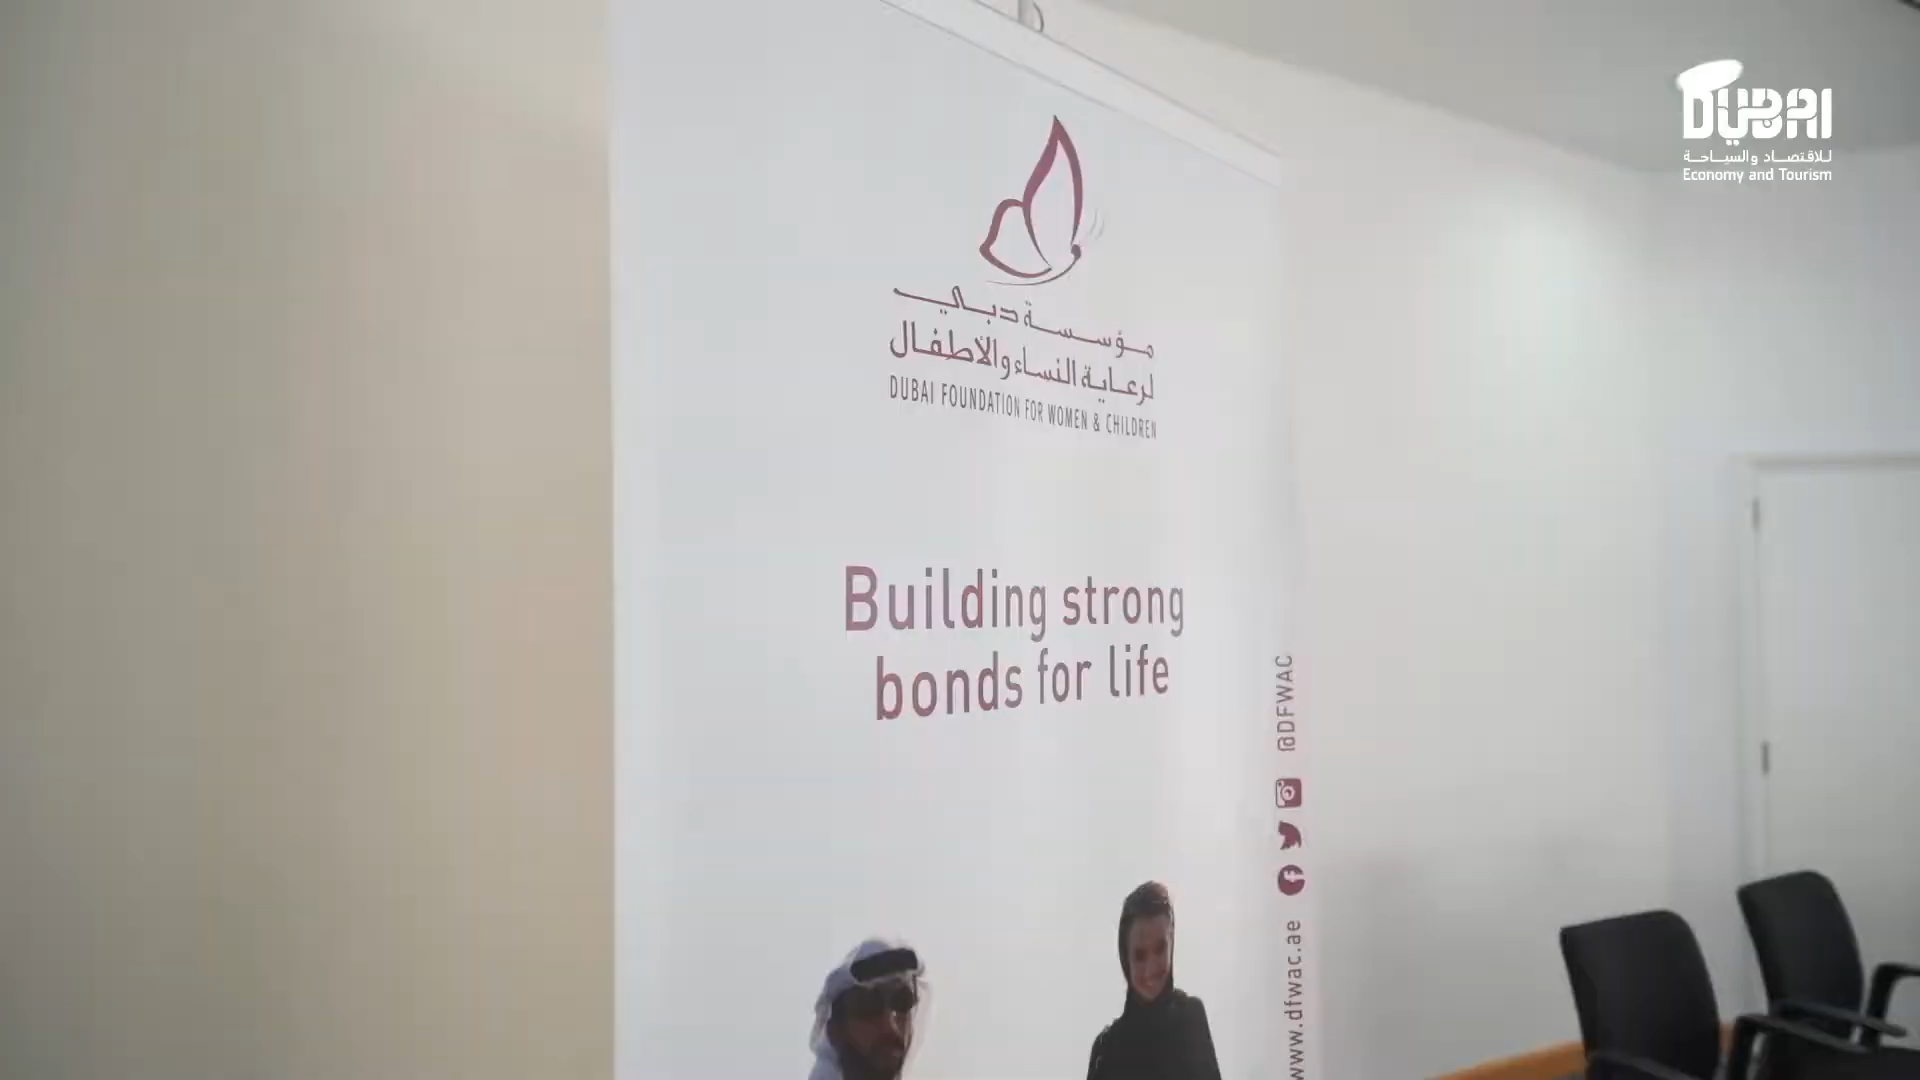 مؤسسة دبي
لرعاية النساء والأطفال
DUBAI FOUNDATION FOR WOMEN & CHILDREN
Building strong
bonds for life
@DFWAC
www.dfwac.ae
DUBAI
للاقتصاد والسياحة
Economy and Tourism